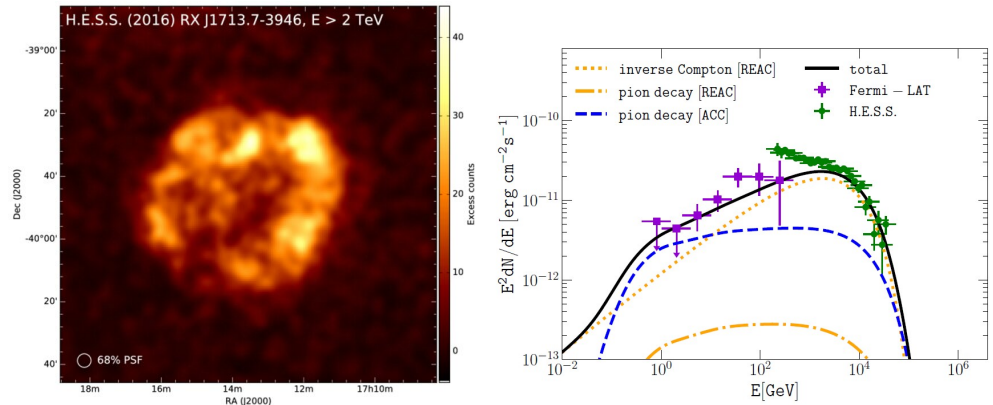 H.E.S.S. (2016) RX J1713.7-3946, E > 2 TeV
-39°00'
20'
40'
-40°00'
20'
40'
Dec (J2000)
68% PSF
18m
16m
14m
12m
17h10m
RA (J2000)
40
30
20
10
0
Excess counts
inverse Compton [REAC]
pion decay [REAC]
pion decay [ACC]
total
Fermi − LAT
H.E.S.S.
10⁻¹⁰
10⁻¹¹
10⁻¹²
10⁻¹³
E²dN/dE [erg cm⁻² s⁻¹]
10⁻²
10⁰
10²
10⁴
10⁶
E[GeV]